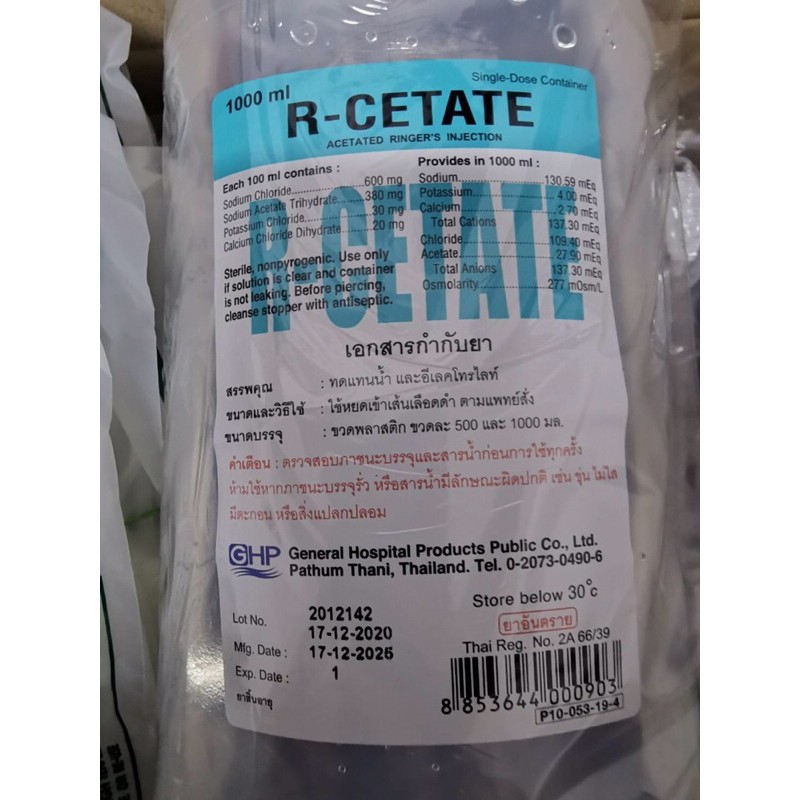 Single-Dose Container
1000 ml
R-CETATE
ACETATED RINGER'S INJECTION
Each 100 ml contains :
Sodium Chloride....................600 mg
Sodium Acetate Trihydrate.......380 mg
Potassium Chloride.................30 mg
Calcium Chloride Dihydrate.......20 mg
Sterile, nonpyrogenic. Use only
if solution is clear and container
is not leaking. Before piercing,
cleanse stopper with antiseptic.
Provides in 1000 ml :
Sodium....................130.59 mEq
Potassium....................4.00 mEq
Calcium....................2.70 mEq
Total Cations 137.30 mEq
Chloride....................109.40 mEq
Acetate....................27.90 mEq
Total Anions 137.30 mEq
Osmolarity....................277 mOsm/L
R-CETATE
เอกสารกำกับยา
สรรพคุณ : ทดแทนน้ำ และอีเลคโทรไลท์
ขนาดและวิธีใช้ : ใช้หยดเข้าเส้นเลือดดำ ตามแพทย์สั่ง
ขนาดบรรจุ : ขวดพลาสติก ขวดละ 500 และ 1000 มล.
คำเตือน : ตรวจสอบภาชนะบรรจุและสารน้ำก่อนการใช้ทุกครั้ง
ห้ามใช้หากภาชนะบรรจุรั่ว หรือสารน้ำมีลักษณะผิดปกติ เช่น ขุ่น ไม่ใส
มีตะกอน หรือสิ่งแปลกปลอม
GHP General Hospital Products Public Co., Ltd.
Pathum Thani, Thailand. Tel. 0-2073-0490-6
Store below 30°c
ยาอันตราย
Thai Reg. No. 2A 66/39
Lot No. 2012142
17-12-2020
Mfg. Date : 17-12-2025
Exp. Date : 1
ยาสิ้นอายุ
8 853644 000903
P10-053-19-4